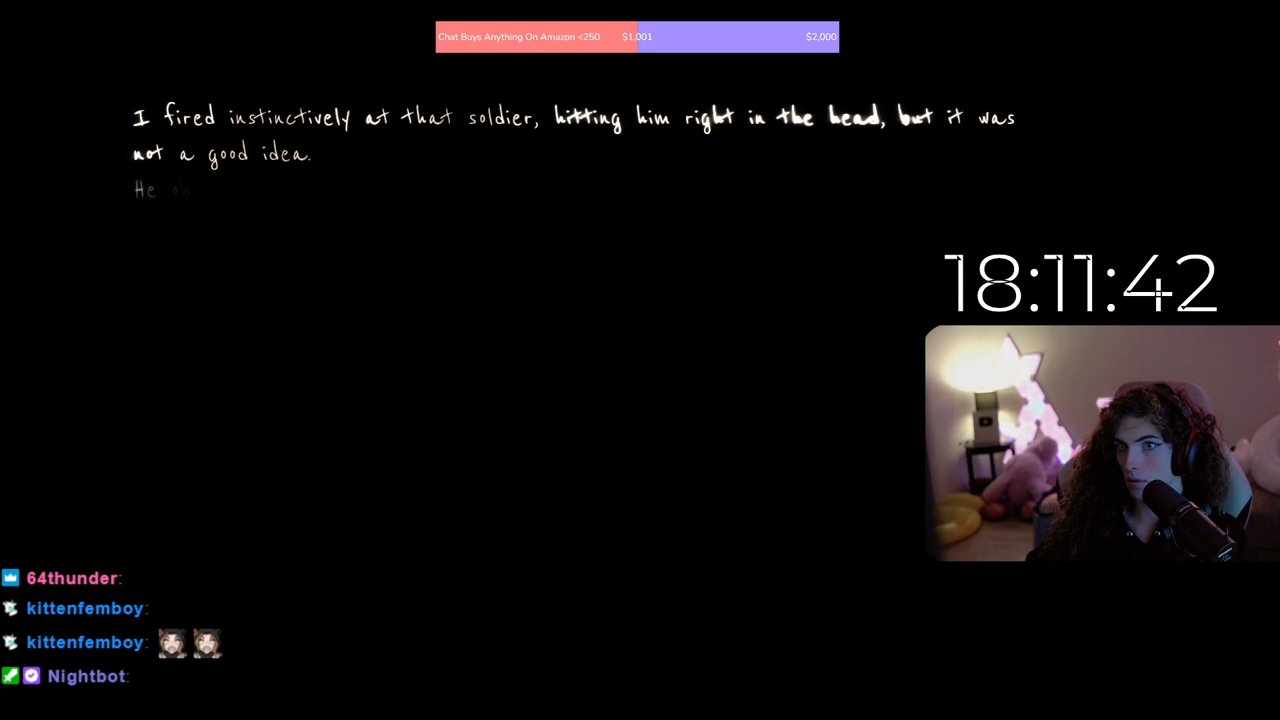 Chat Buys Anything On Amazon <250 $1,001 $2,000
I fired instinctively at that soldier, hitting him right in the head, but it was
not a good idea.
He
18:11:42
64thunder:
kittenfemboy:
kittenfemboy:
Nightbot: